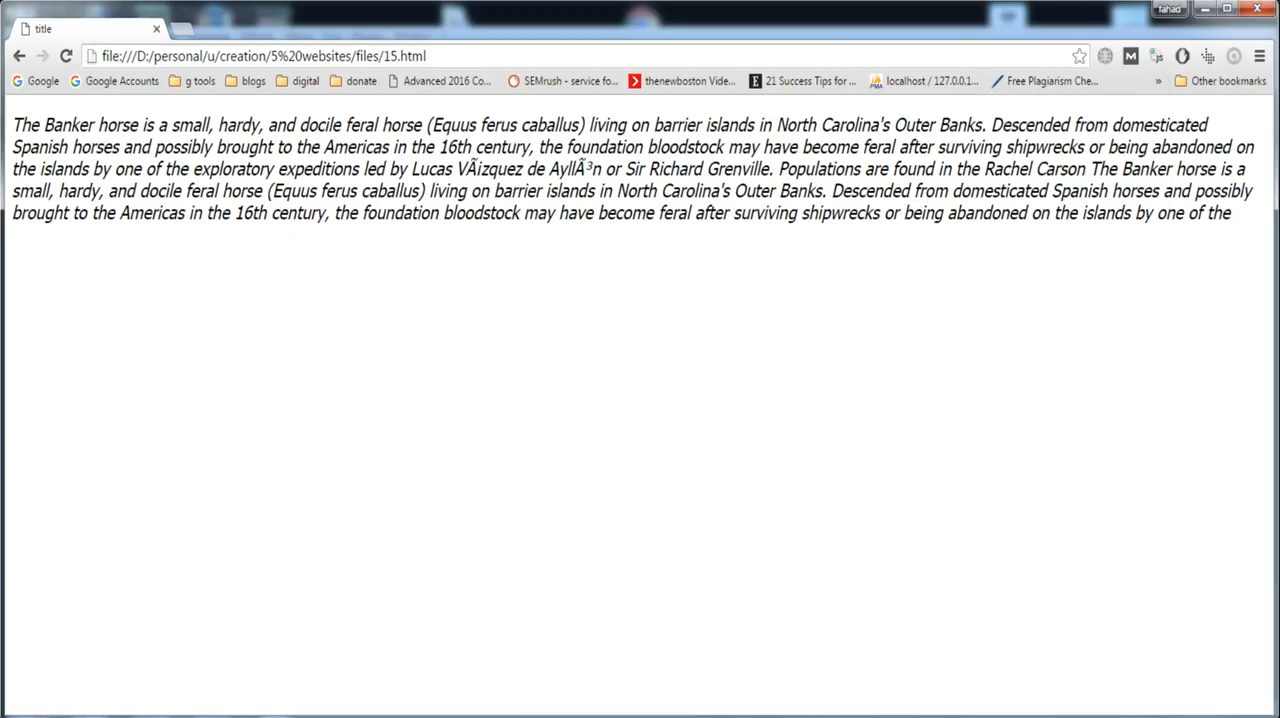 fahad
title
file:///D:/personal/u/creation/5%20websites/files/15.html
Google Google Accounts g tools blogs digital donate Advanced 2016 Co... SEMrush - service fo... thenewboston Vide... 21 Success Tips for ... localhost / 127.0.0.1... Free Plagiarism Che... » Other bookmarks
The Banker horse is a small, hardy, and docile feral horse (Equus ferus caballus) living on barrier islands in North Carolina's Outer Banks. Descended from domesticated
Spanish horses and possibly brought to the Americas in the 16th century, the foundation bloodstock may have become feral after surviving shipwrecks or being abandoned on
the islands by one of the exploratory expeditions led by Lucas VÃ¡zquez de AyllÃ³n or Sir Richard Grenville. Populations are found in the Rachel Carson The Banker horse is a
small, hardy, and docile feral horse (Equus ferus caballus) living on barrier islands in North Carolina's Outer Banks. Descended from domesticated Spanish horses and possibly
brought to the Americas in the 16th century, the foundation bloodstock may have become feral after surviving shipwrecks or being abandoned on the islands by one of the